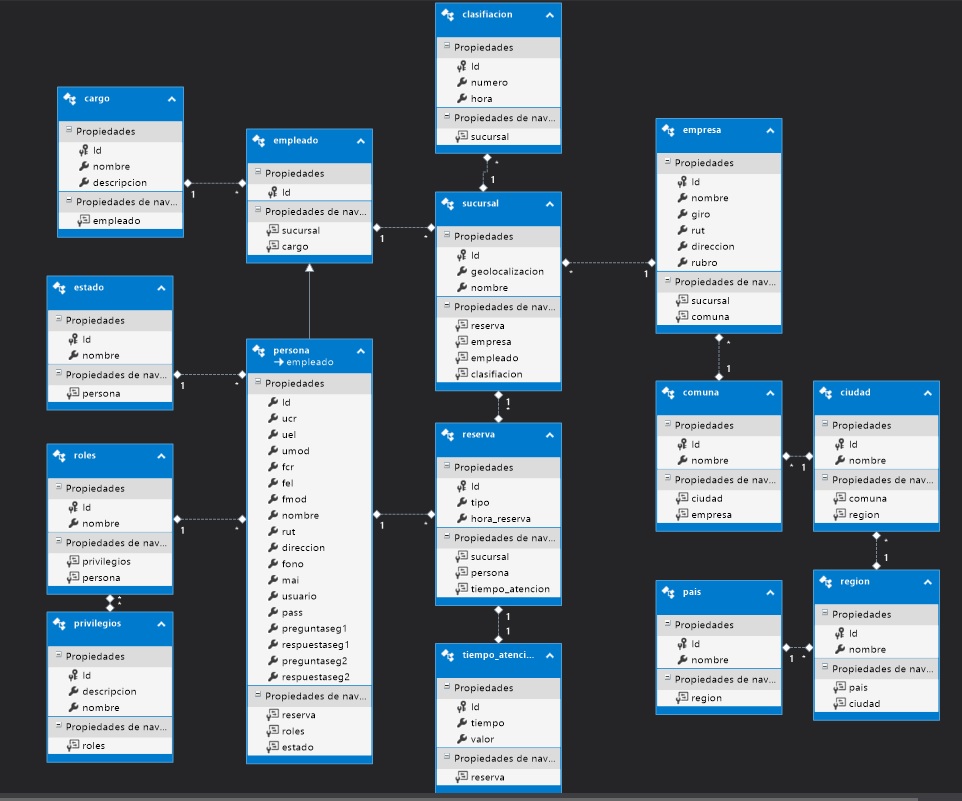 clasifiacion
Propiedades
Id
numero
hora
Propiedades de nav...
sucursal
cargo
Propiedades
Id
nombre
descripcion
Propiedades de nav...
empleado
empleado
Propiedades
Id
Propiedades de nav...
sucursal
cargo
empresa
Propiedades
Id
nombre
giro
rut
direccion
rubro
Propiedades de nav...
sucursal
comuna
sucursal
Propiedades
Id
geolocalizacion
nombre
Propiedades de nav...
reserva
empresa
empleado
clasifiacion
estado
Propiedades
Id
nombre
Propiedades de nav...
persona
persona
empleado
Propiedades
Id
ucr
uel
umod
fcr
fel
fmod
nombre
rut
direccion
fono
mai
usuario
pass
preguntaseg1
respuestaseg1
preguntaseg2
respuestaseg2
Propiedades de nav...
reserva
roles
estado
comuna
Propiedades
Id
nombre
Propiedades de nav...
ciudad
empresa
ciudad
Propiedades
Id
nombre
Propiedades de nav...
comuna
region
reserva
Propiedades
Id
tipo
hora_reserva
Propiedades de nav...
sucursal
persona
tiempo_atencion
roles
Propiedades
Id
nombre
Propiedades de nav...
privilegios
persona
privilegios
Propiedades
Id
descripcion
nombre
Propiedades de nav...
roles
pais
Propiedades
Id
nombre
Propiedades de nav...
region
region
Propiedades
Id
nombre
Propiedades de nav...
pais
ciudad
tiempo_atenci...
Propiedades
Id
tiempo
valor
Propiedades de nav...
reserva
1
*
1
*
*
1
*
1
1
*
1
*
1
*
1
*
*
*
1
1
*
1
*
1
*
1
1
*